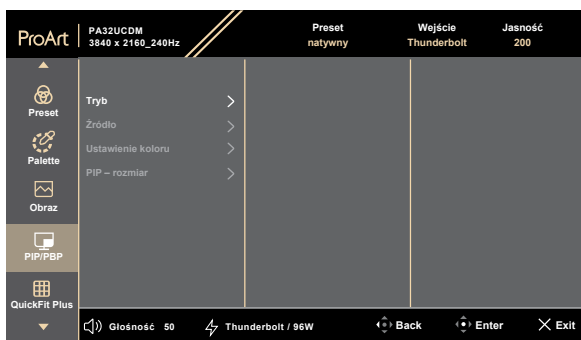 ProArt
PA32UCDM
3840 x 2160_240Hz
Preset
natywny
Wejście
Thunderbolt
Jasność
200
Preset
Palette
Obraz
PIP/PBP
QuickFit Plus
Tryb
Źródło
Ustawienie koloru
PIP – rozmiar
Głośność 50
Thunderbolt / 96W
Back
Enter
Exit